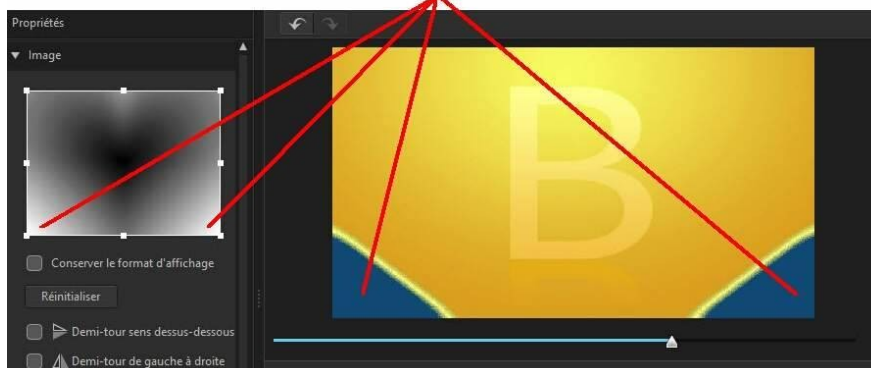 Propriétés
Image
B
Conserver le format d'affichage
Réinitialiser
Demi-tour sens dessus-dessous
Demi-tour de gauche à droite